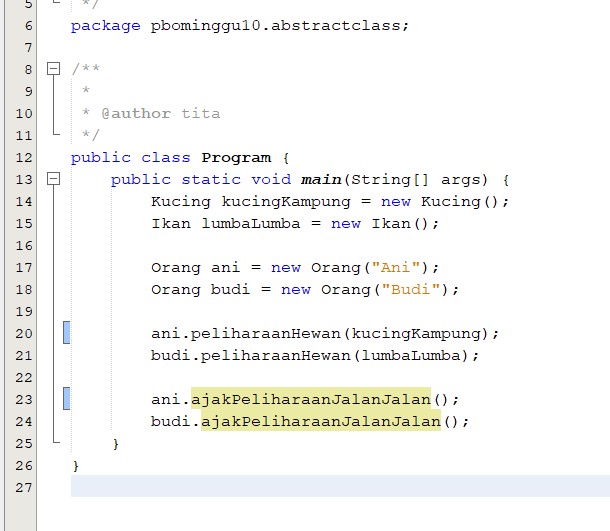 5 */
6 package pbominggu10.abstractclass;
7
8 /**
9 *
10 * @author tita
11 */
12 public class Program {
13 public static void main(String[] args) {
14 Kucing kucingKampung = new Kucing();
15 Ikan lumbaLumba = new Ikan();
16
17 Orang ani = new Orang("Ani");
18 Orang budi = new Orang("Budi");
19
20 ani.peliharaanHewan(kucingKampung);
21 budi.peliharaanHewan(lumbaLumba);
22
23 ani.ajakPeliharaanJalanJalan();
24 budi.ajakPeliharaanJalanJalan();
25 }
26 }
27